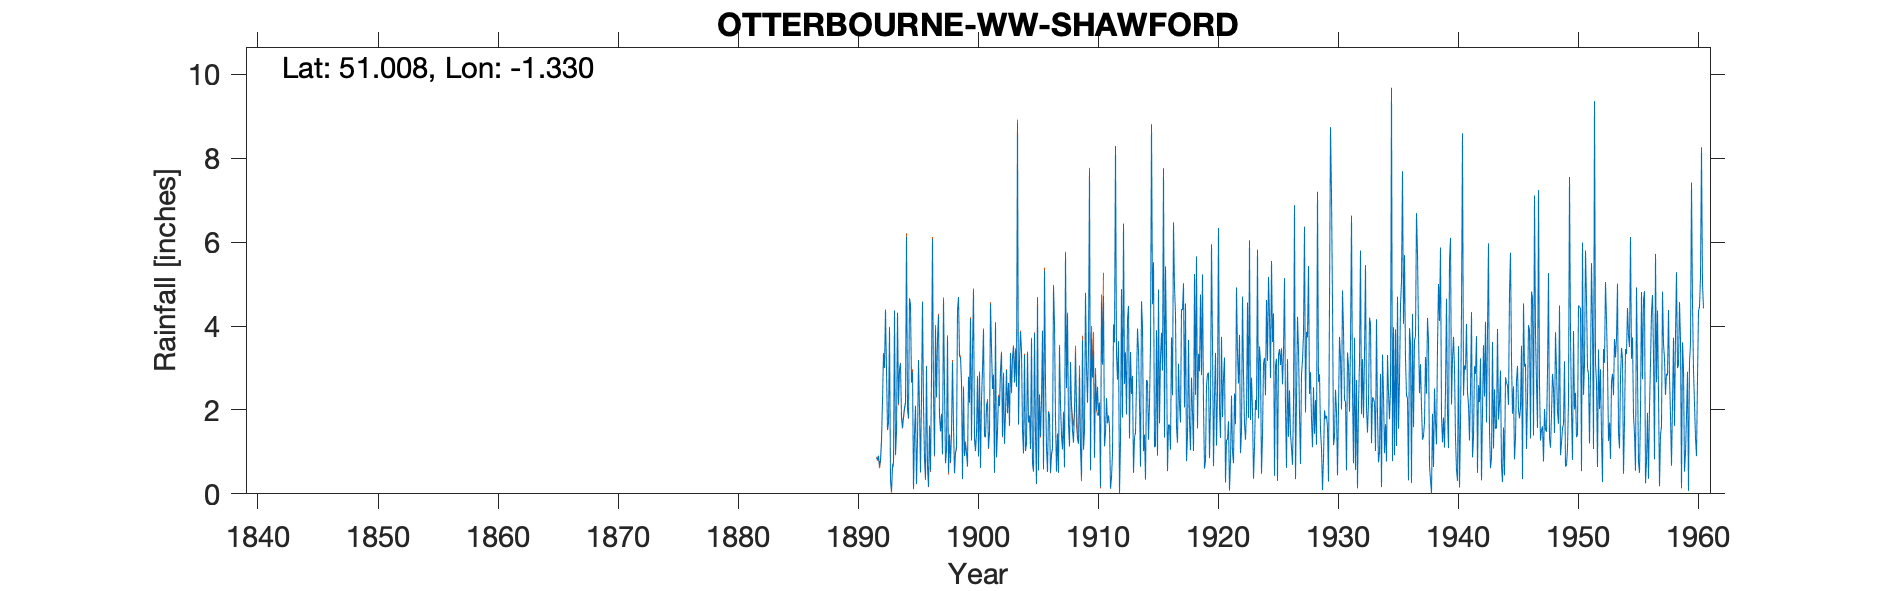 OTTERBOURNE-WW-SHAWFORD
Lat: 51.008, Lon: -1.330
10
8
6
4
2
0
Rainfall [inches]
1840 1850 1860 1870 1880 1890 1900 1910 1920 1930 1940 1950 1960
Year